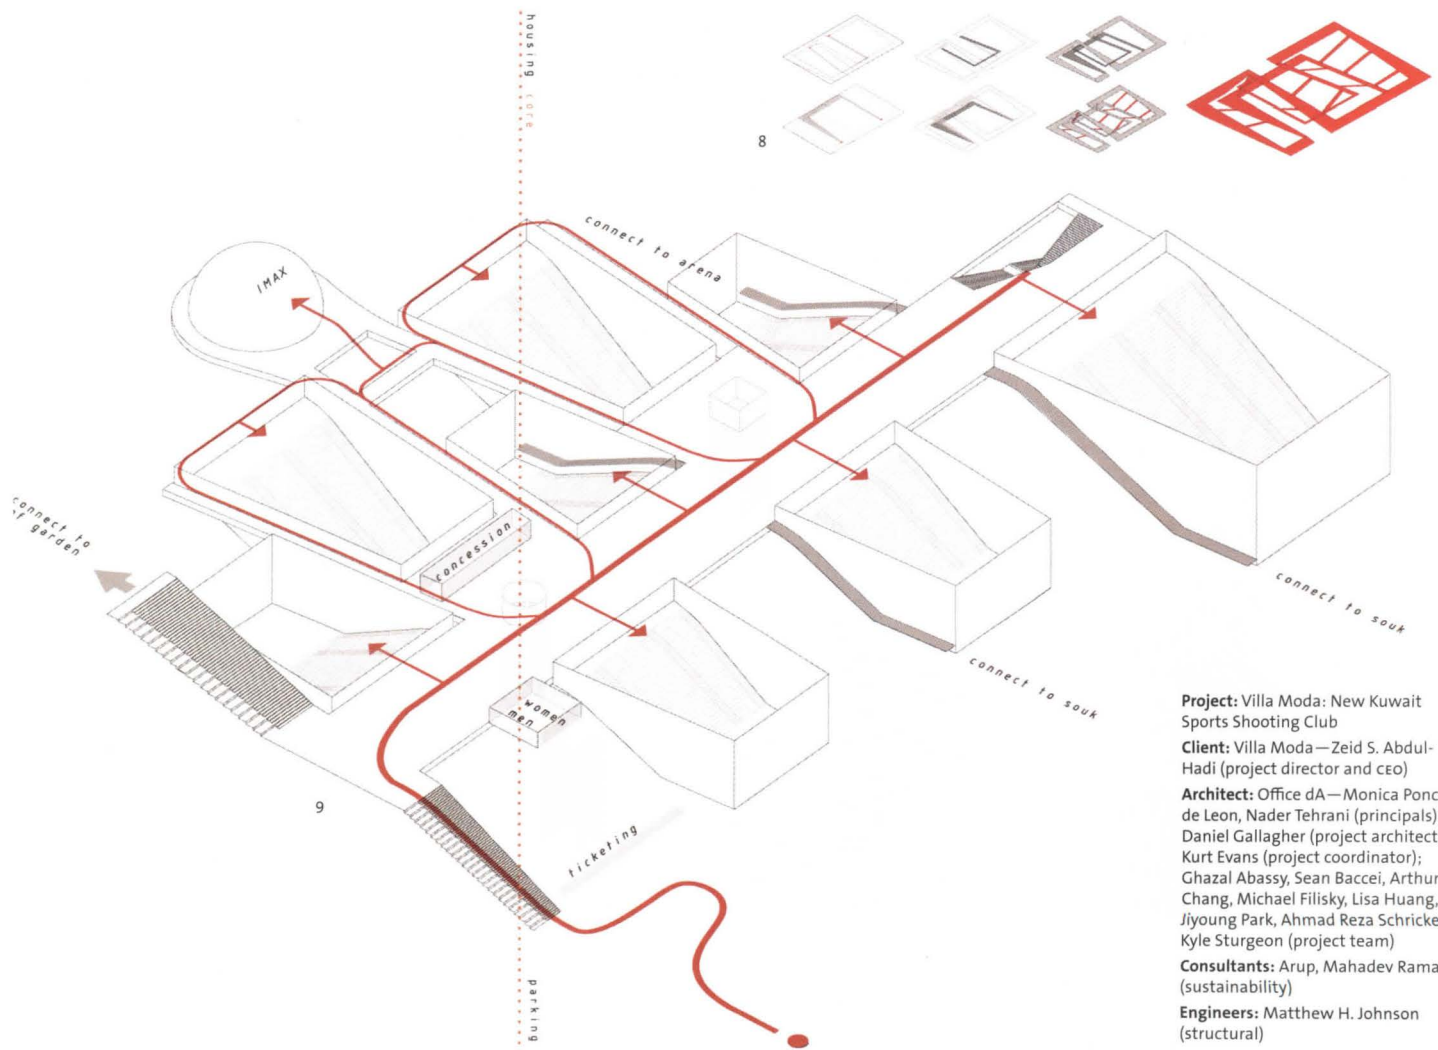 housing core
8
connect to arena
IMAX
connect to
of garden
concession
women
men
connect to souk
connect to souk
9
ticketing
parking
Project: Villa Moda: New Kuwait
Sports Shooting Club
Client: Villa Moda—Zeid S. Abdul-
Hadi (project director and CEO)
Architect: Office dA—Monica Ponc
de Leon, Nader Tehrani (principals)
Daniel Gallagher (project architect
Kurt Evans (project coordinator);
Ghazal Abassy, Sean Baccei, Arthur
Chang, Michael Filisky, Lisa Huang,
Jiyoung Park, Ahmad Reza Schricke
Kyle Sturgeon (project team)
Consultants: Arup, Mahadev Rama
(sustainability)
Engineers: Matthew H. Johnson
(structural)